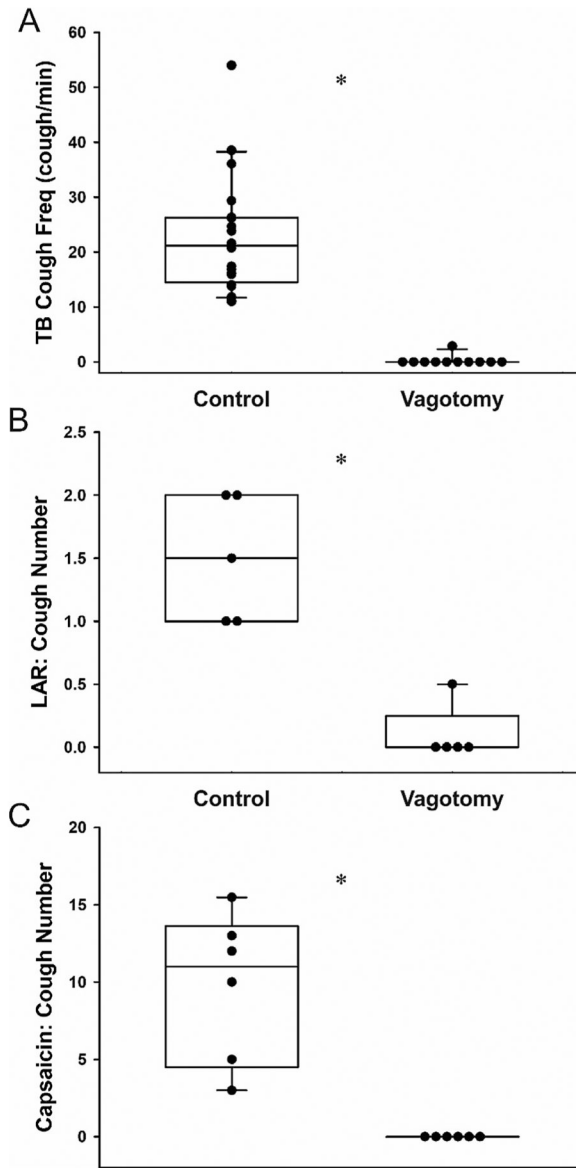 A
TB Cough Freq (cough/min)
60
50
40
30
20
10
0
*
Control Vagotomy
B
LAR: Cough Number
2.5
2.0
1.5
1.0
0.5
0.0
*
Control Vagotomy
C
Capsaicin: Cough Number
20
15
10
5
0
*